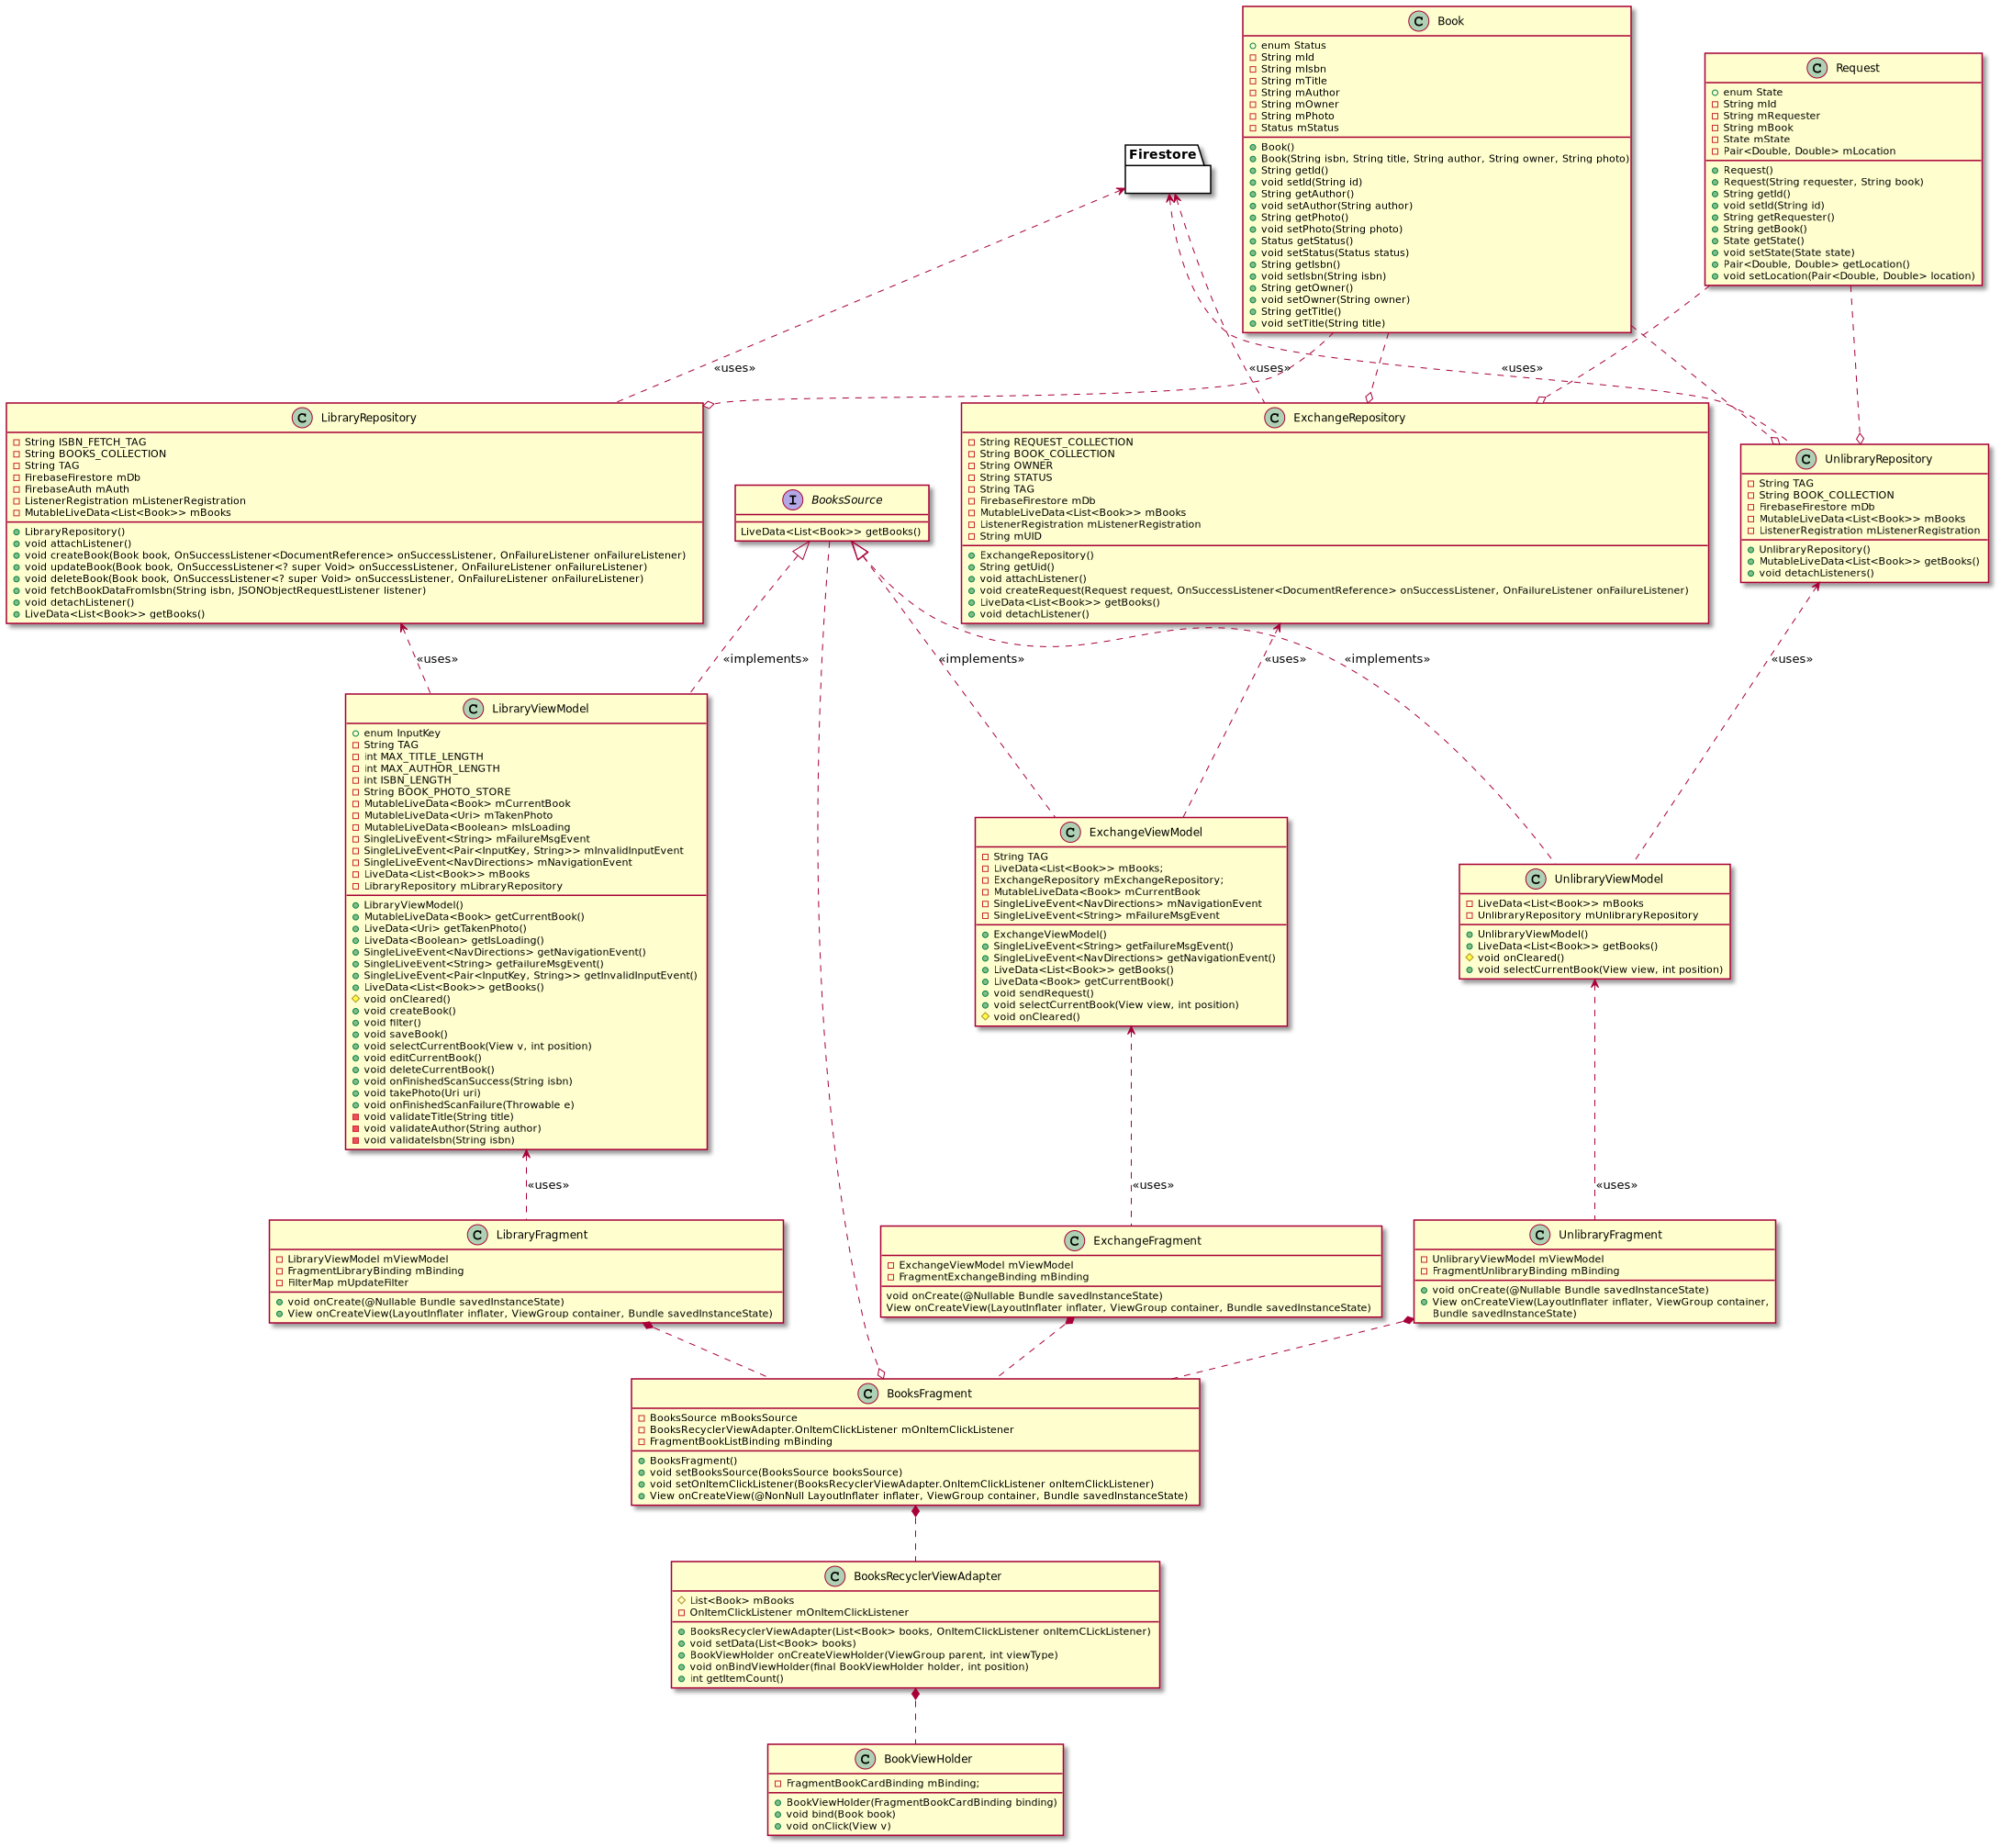 Book
enum Status
String mId
String mIsbn
String mTitle
String mAuthor
String mOwner
String mPhoto
Status mStatus
Book()
Book(String isbn, String title, String author, String owner, String photo)
String getId()
void setId(String id)
String getAuthor()
void setAuthor(String author)
String getPhoto()
void setPhoto(String photo)
Status getStatus()
void setStatus(Status status)
String getIsbn()
void setIsbn(String isbn)
String getOwner()
void setOwner(String owner)
String getTitle()
void setTitle(String title)
Request
enum State
String mId
String mRequester
String mBook
State mState
Pair<Double, Double> mLocation
Request()
Request(String requester, String book)
String getId()
void setId(String id)
String getRequester()
String getBook()
State getState()
void setState(State state)
Pair<Double, Double> getLocation()
void setLocation(Pair<Double, Double> location)
Firestore
«uses»
«uses»
«uses»
LibraryRepository
String ISBN_FETCH_TAG
String BOOKS_COLLECTION
String TAG
FirebaseFirestore mDb
FirebaseAuth mAuth
ListenerRegistration mListenerRegistration
MutableLiveData<List<Book>> mBooks
LibraryRepository()
void attachListener()
void createBook(Book book, OnSuccessListener<DocumentReference> onSuccessListener, OnFailureListener onFailureListener)
void updateBook(Book book, OnSuccessListener<? super Void> onSuccessListener, OnFailureListener onFailureListener)
void deleteBook(Book book, OnSuccessListener<? super Void> onSuccessListener, OnFailureListener onFailureListener)
void fetchBookDataFromIsbn(String isbn, JSONObjectRequestListener listener)
void detachListener()
LiveData<List<Book>> getBooks()
BooksSource
LiveData<List<Book>> getBooks()
ExchangeRepository
String REQUEST_COLLECTION
String BOOK_COLLECTION
String OWNER
String STATUS
String TAG
FirebaseFirestore mDb
MutableLiveData<List<Book>> mBooks
ListenerRegistration mListenerRegistration
String mUID
ExchangeRepository()
String getUid()
void attachListener()
void createRequest(Request request, OnSuccessListener<DocumentReference> onSuccessListener, OnFailureListener onFailureListener)
LiveData<List<Book>> getBooks()
void detachListener()
UnlibraryRepository
String TAG
String BOOK_COLLECTION
FirebaseFirestore mDb
MutableLiveData<List<Book>> mBooks
ListenerRegistration mListenerRegistration
UnlibraryRepository()
MutableLiveData<List<Book>> getBooks()
void detachListeners()
«uses»
«implements»
«implements»
«uses»
«implements»
«uses»
LibraryViewModel
enum InputKey
String TAG
int MAX_TITLE_LENGTH
int MAX_AUTHOR_LENGTH
int ISBN_LENGTH
String BOOK_PHOTO_STORE
MutableLiveData<Book> mCurrentBook
MutableLiveData<Uri> mTakenPhoto
MutableLiveData<Boolean> mIsLoading
SingleLiveEvent<String> mFailureMsgEvent
SingleLiveEvent<Pair<InputKey, String>> mInvalidInputEvent
SingleLiveEvent<NavDirections> mNavigationEvent
LiveData<List<Book>> mBooks
LibraryRepository mLibraryRepository
LibraryViewModel()
MutableLiveData<Book> getCurrentBook()
LiveData<Uri> getTakenPhoto()
LiveData<Boolean> getIsLoading()
SingleLiveEvent<NavDirections> getNavigationEvent()
SingleLiveEvent<String> getFailureMsgEvent()
SingleLiveEvent<Pair<InputKey, String>> getInvalidInputEvent()
LiveData<List<Book>> getBooks()
void onCleared()
void createBook()
void filter()
void saveBook()
void selectCurrentBook(View v, int position)
void editCurrentBook()
void deleteCurrentBook()
void onFinishedScanSuccess(String isbn)
void takePhoto(Uri uri)
void onFinishedScanFailure(Throwable e)
void validateTitle(String title)
void validateAuthor(String author)
void validateIsbn(String isbn)
ExchangeViewModel
String TAG
LiveData<List<Book>> mBooks;
ExchangeRepository mExchangeRepository;
MutableLiveData<Book> mCurrentBook
SingleLiveEvent<NavDirections> mNavigationEvent
SingleLiveEvent<String> mFailureMsgEvent
ExchangeViewModel()
SingleLiveEvent<String> getFailureMsgEvent()
SingleLiveEvent<NavDirections> getNavigationEvent()
LiveData<List<Book>> getBooks()
LiveData<Book> getCurrentBook()
void sendRequest()
void selectCurrentBook(View view, int position)
void onCleared()
UnlibraryViewModel
LiveData<List<Book>> mBooks
UnlibraryRepository mUnlibraryRepository
UnlibraryViewModel()
LiveData<List<Book>> getBooks()
void onCleared()
void selectCurrentBook(View view, int position)
«uses»
«uses»
«uses»
LibraryFragment
LibraryViewModel mViewModel
FragmentLibraryBinding mBinding
FilterMap mUpdateFilter
void onCreate(@Nullable Bundle savedInstanceState)
View onCreateView(LayoutInflater inflater, ViewGroup container, Bundle savedInstanceState)
ExchangeFragment
ExchangeViewModel mViewModel
FragmentExchangeBinding mBinding
void onCreate(@Nullable Bundle savedInstanceState)
View onCreateView(LayoutInflater inflater, ViewGroup container, Bundle savedInstanceState)
UnlibraryFragment
UnlibraryViewModel mViewModel
FragmentUnlibraryBinding mBinding
void onCreate(@Nullable Bundle savedInstanceState)
View onCreateView(LayoutInflater inflater, ViewGroup container,
Bundle savedInstanceState)
BooksFragment
BooksSource mBooksSource
BooksRecyclerViewAdapter.OnItemClickListener mOnItemClickListener
FragmentBookListBinding mBinding
BooksFragment()
void setBooksSource(BooksSource booksSource)
void setOnItemClickListener(BooksRecyclerViewAdapter.OnItemClickListener onItemClickListener)
View onCreateView(@NonNull LayoutInflater inflater, ViewGroup container, Bundle savedInstanceState)
BooksRecyclerViewAdapter
List<Book> mBooks
OnItemClickListener mOnItemClickListener
BooksRecyclerViewAdapter(List<Book> books, OnItemClickListener onItemCLickListener)
void setData(List<Book> books)
BookViewHolder onCreateViewHolder(ViewGroup parent, int viewType)
void onBindViewHolder(final BookViewHolder holder, int position)
int getItemCount()
BookViewHolder
FragmentBookCardBinding mBinding;
BookViewHolder(FragmentBookCardBinding binding)
void bind(Book book)
void onClick(View v)